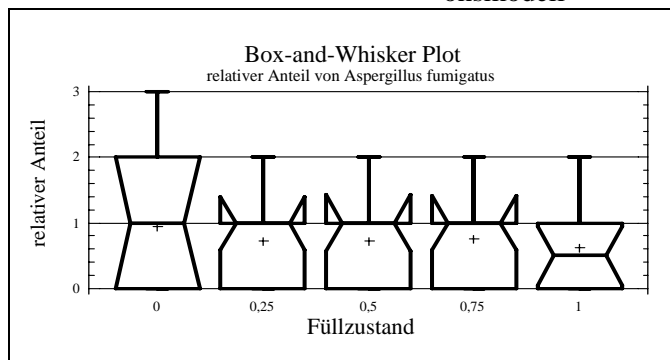 Box-and-Whisker Plot
relativer Anteil von Aspergillus fumigatus
relativer Anteil
3
2
1
0
0 0,25 0,5 0,75 1
Füllzustand